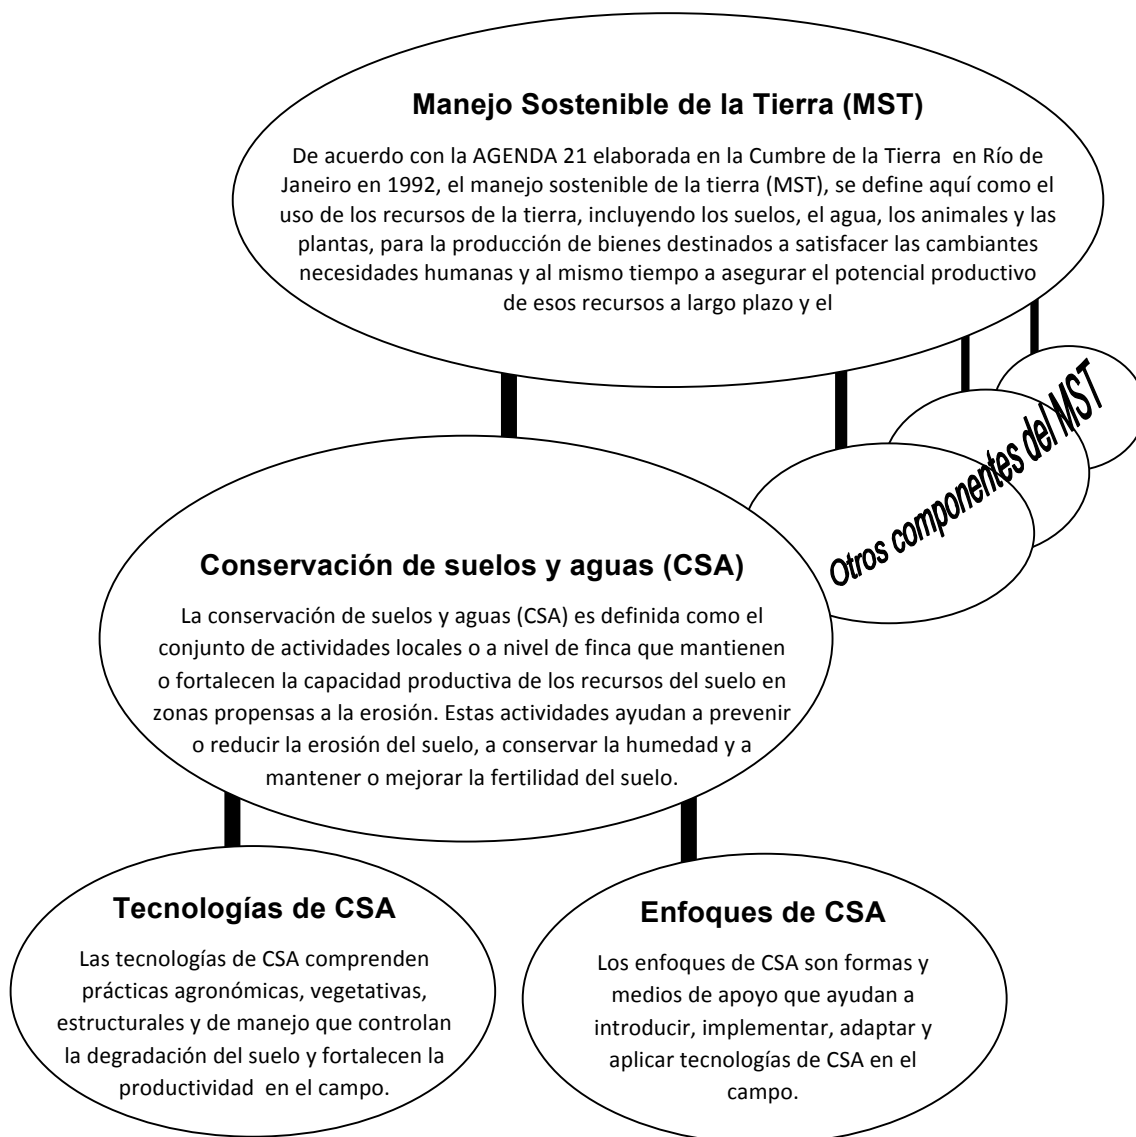 Manejo Sostenible de la Tierra (MST)
De acuerdo con la AGENDA 21 elaborada en la Cumbre de la Tierra en Río de
Janeiro en 1992, el manejo sostenible de la tierra (MST), se define aquí como el
uso de los recursos de la tierra, incluyendo los suelos, el agua, los animales y las
plantas, para la producción de bienes destinados a satisfacer las cambiantes
necesidades humanas y al mismo tiempo a asegurar el potencial productivo
de esos recursos a largo plazo y el
Otros componentes del MST
Conservación de suelos y aguas (CSA)
La conservación de suelos y aguas (CSA) es definida como el
conjunto de actividades locales o a nivel de finca que mantienen
o fortalecen la capacidad productiva de los recursos del suelo en
zonas propensas a la erosión. Estas actividades ayudan a prevenir
o reducir la erosión del suelo, a conservar la humedad y a
mantener o mejorar la fertilidad del suelo.
Tecnologías de CSA
Las tecnologías de CSA comprenden
prácticas agronómicas, vegetativas,
estructurales y de manejo que controlan
la degradación del suelo y fortalecen la
productividad en el campo.
Enfoques de CSA
Los enfoques de CSA son formas y
medios de apoyo que ayudan a
introducir, implementar, adaptar y
aplicar tecnologías de CSA en el
campo.